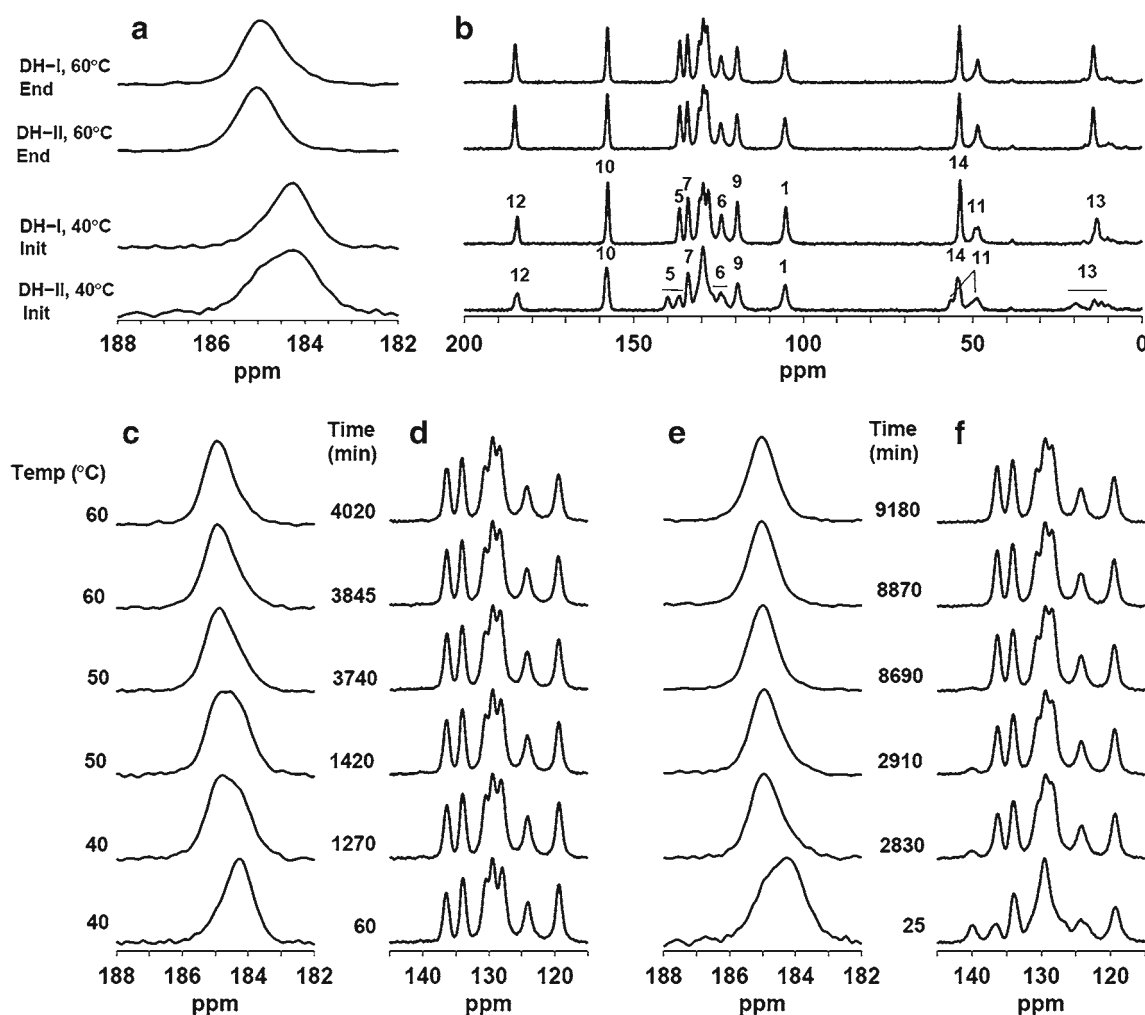 a
b
DH−I, 60°C
End
DH−II, 60°C
End
DH−I, 40°C
Init
DH−II, 40°C
Init
10
14
12
5
7
6
9
1
11
13
10
14
11
12
5
7
6
9
1
13
188 186 184 182
ppm
200 150 100 50 0
ppm
c
Time
(min)
d
e
Time
(min)
f
Temp (°C)
60
4020
9180
60
3845
8870
50
3740
8690
50
1420
2910
40
1270
2830
40
60
25
188 186 184 182
140 130 120
188 186 184 182
140 130 120
ppm
ppm
ppm
ppm